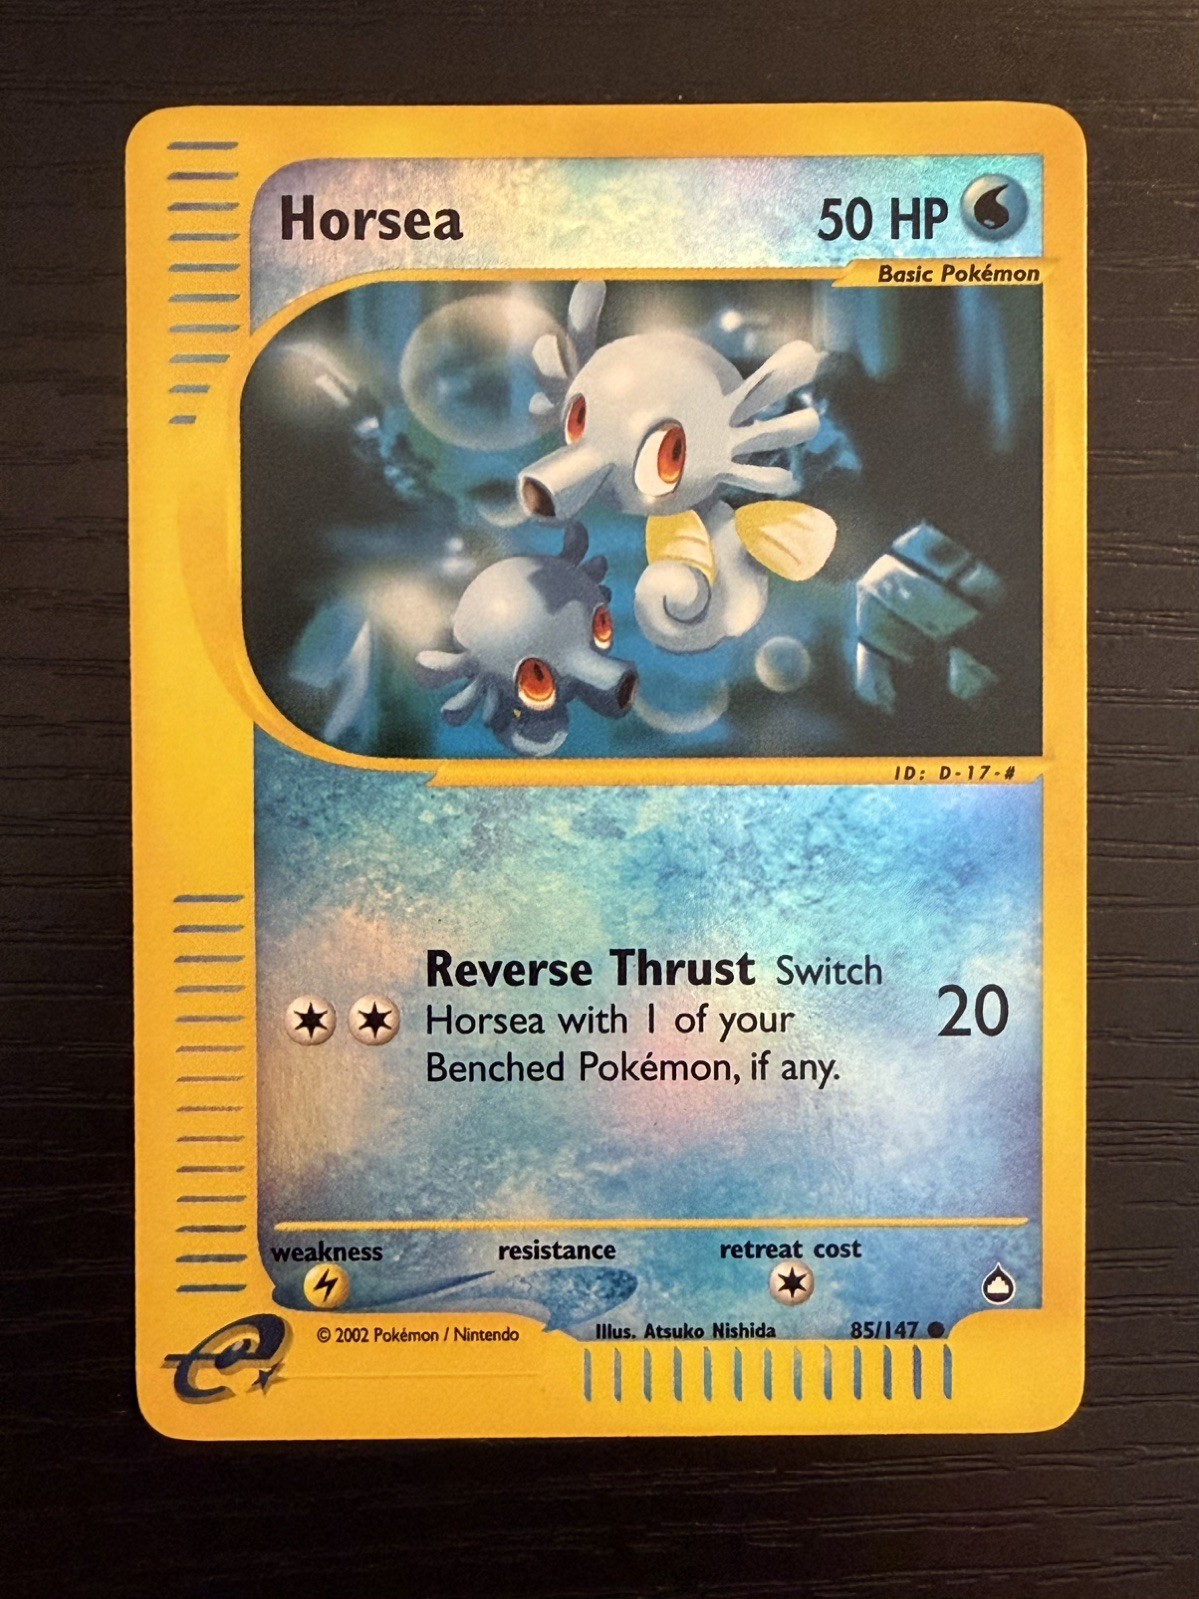 Horsea
50 HP
Basic Pokémon
ID: D-17-#
Reverse Thrust Switch
Horsea with 1 of your
Benched Pokémon, if any.
20
weakness
resistance
retreat cost
© 2002 Pokémon / Nintendo
Illus. Atsuko Nishida
85/147 ●
e